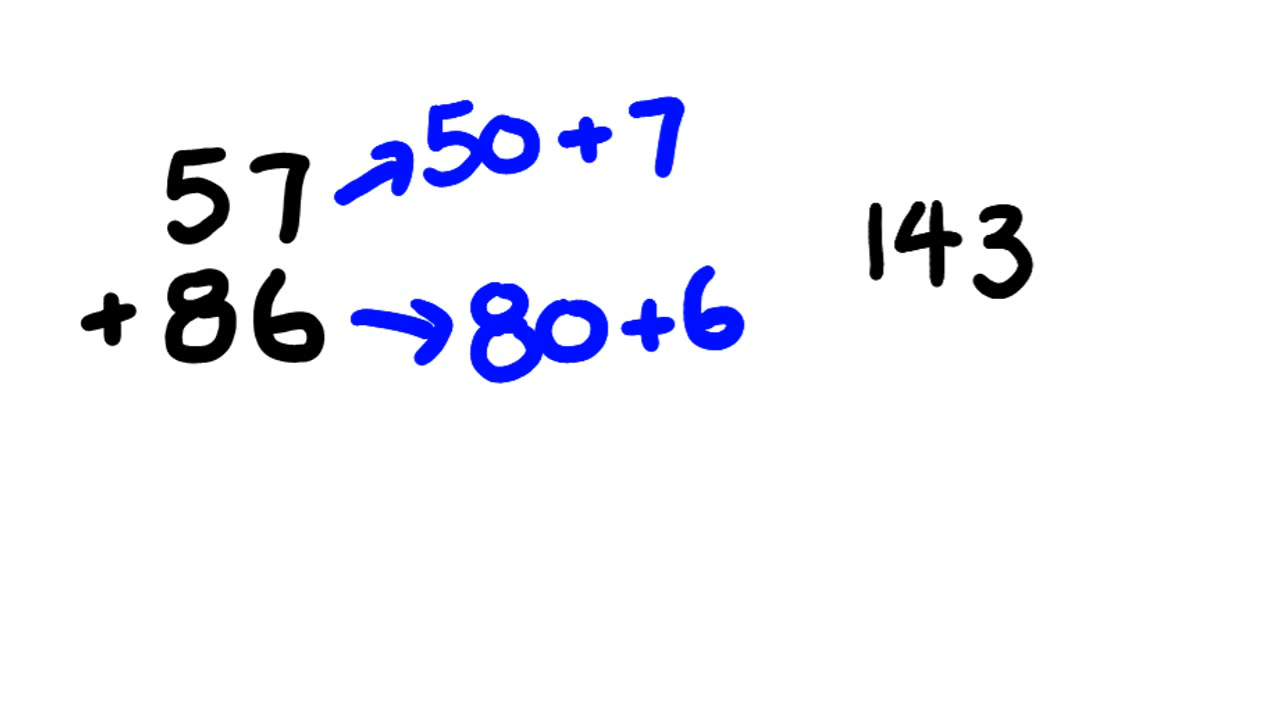 57 → 50 + 7
+ 86 → 80 + 6
143